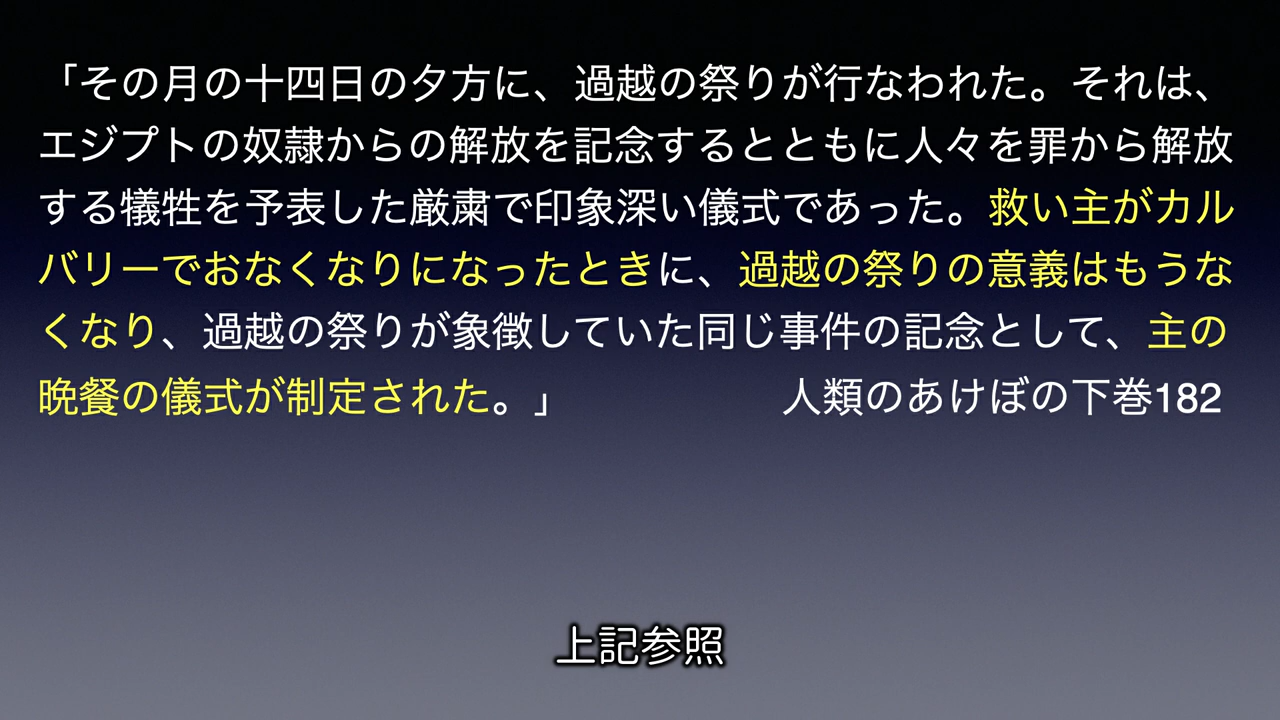 「その月の十四日の夕方に、過越の祭りが行なわれた。それは、
エジプトの奴隷からの解放を記念するとともに人々を罪から解放
する犠牲を予表した厳粛で印象深い儀式であった。救い主がカル
バリーでおなくなりになったときに、過越の祭りの意義はもうな
くなり、過越の祭りが象徴していた同じ事件の記念として、主の
晩餐の儀式が制定された。」 人類のあけぼの下巻182
上記参照